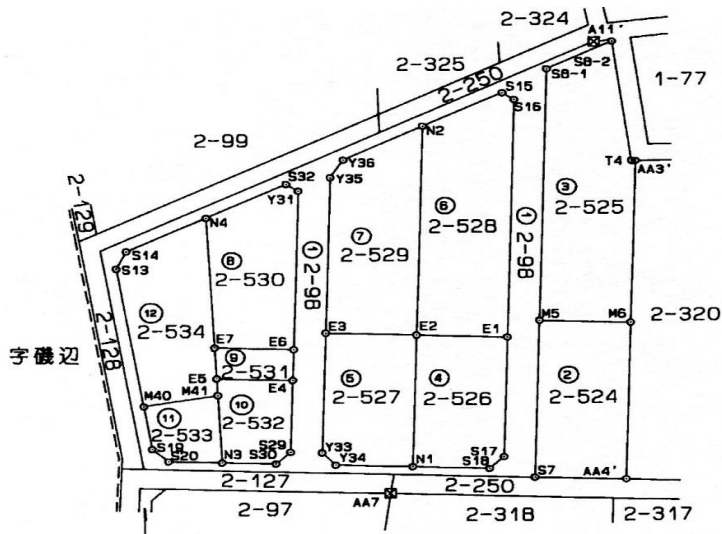 2-324
A11'
2-325
S8-2
2-250
S8-1
1-77
S15
S16
N2
2-99
Y36
T4
AA3'
S32
Y35
③
2-129
Y31
2-525
⑥
N4
2-528
①
⑦
2-98
⑧
①
2-529
S14
2-530
2-98
S13
⑫
M5
M6
2-320
2-534
E3
E2
E1
2-128
E7
E6
字磯辺
⑨
2-531
②
E5
E4
⑤
④
2-524
M41
2-527
2-526
M40
⑩
⑪
2-532
2-533
S19
S29
Y33
S17
S20
N3
S30
Y34
N1
S18
S7
AA4'
2-127
2-250
AA7
2-97
2-318
2-317